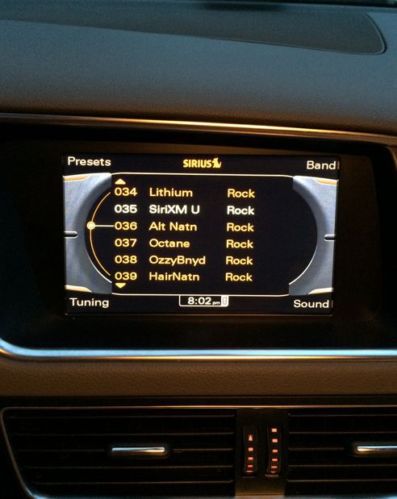 Presets SIRIUS Band
034 Lithium Rock
035 SiriXM U Rock
036 Alt Natn Rock
037 Octane Rock
038 OzzyBnyd Rock
039 HairNatn Rock
Tuning 8:02 pm Sound